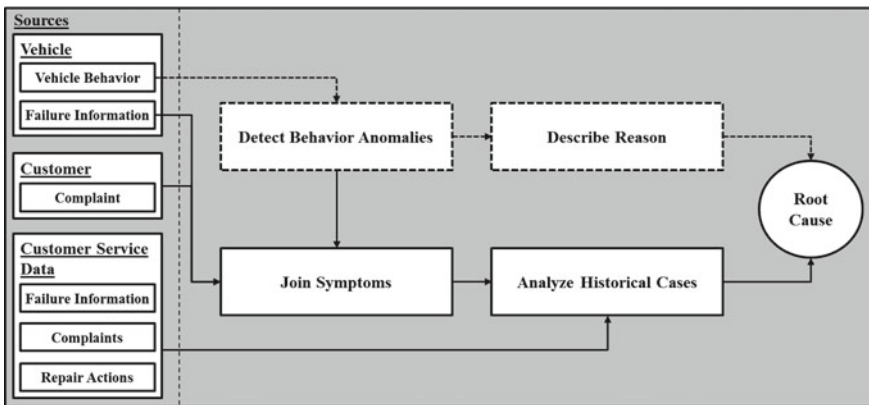 Sources
Vehicle
Vehicle Behavior
Failure Information
Customer
Complaint
Customer Service
Data
Failure Information
Complaints
Repair Actions
Detect Behavior Anomalies
Describe Reason
Join Symptoms
Analyze Historical Cases
Root
Cause